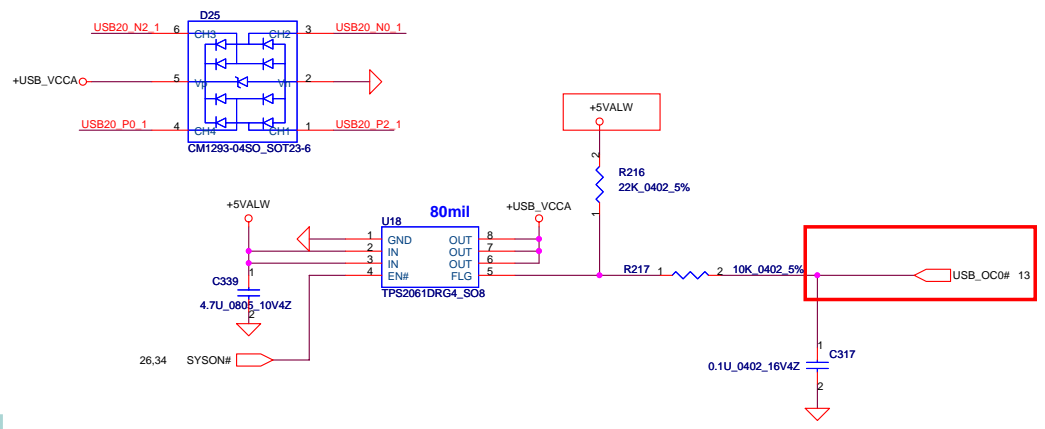 D25
USB20_N2_1 6 CH3 CH2 3 USB20_N0_1
+USB_VCCA 5 Vp Vn 2
USB20_P0_1 4 CH4 CH1 1 USB20_P2_1
CM1293-04SO_SOT23-6
+5VALW
2
R216
22K_0402_5%
1
+5VALW
80mil
+USB_VCCA
U18
1 GND OUT 8
2 IN OUT 7
3 IN OUT 6
4 EN# FLG 5
TPS2061DRG4_SO8
R217 1 2 10K_0402_5%
USB_OC0# 13
1
C339
4.7U_0805_10V4Z
2
26,34 SYSON#
1
C317
0.1U_0402_16V4Z
2